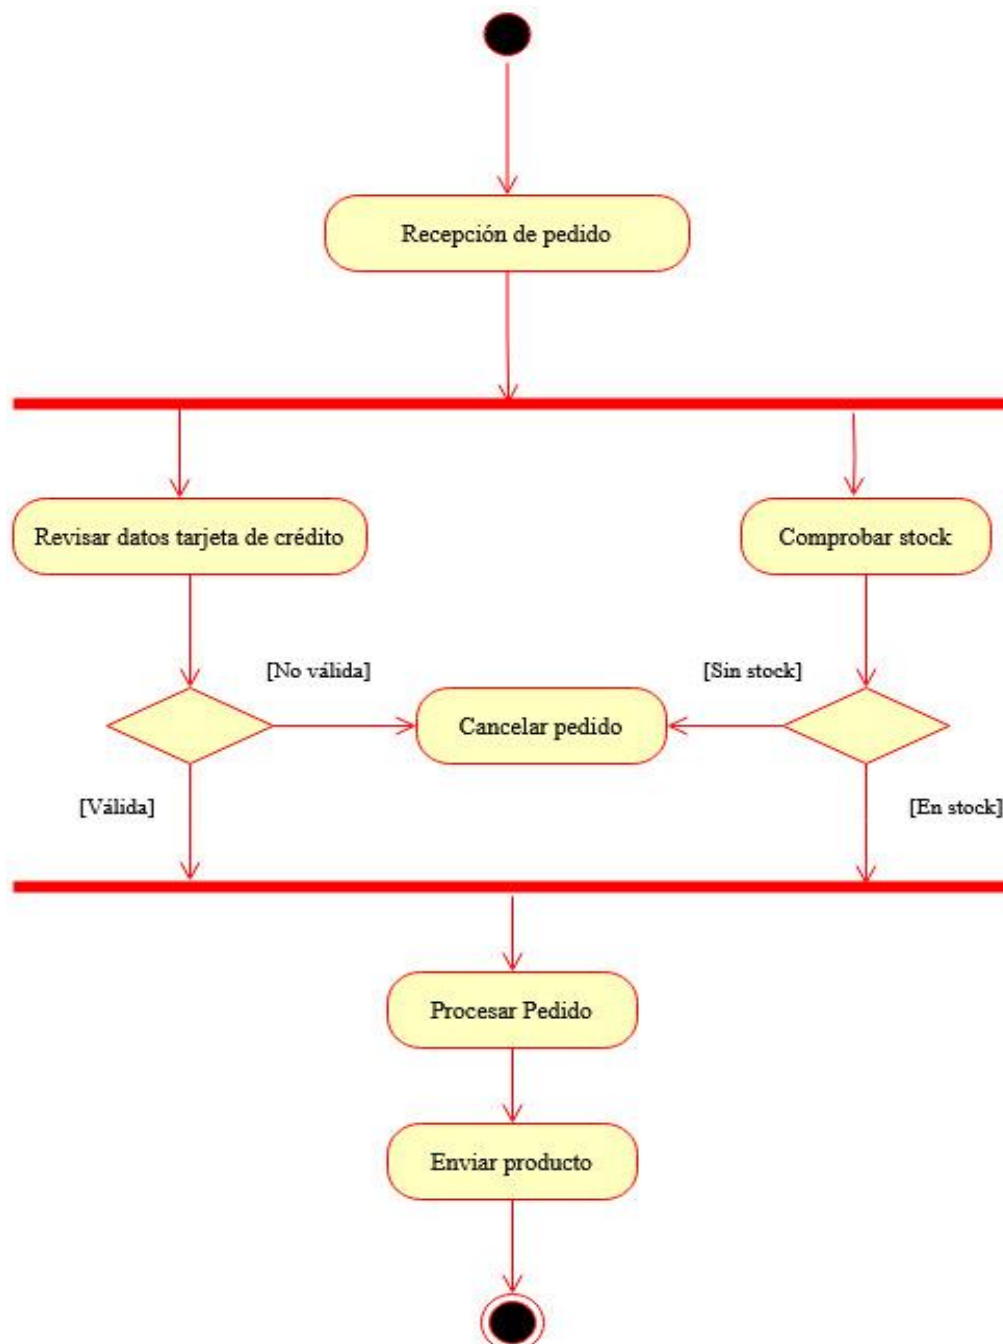 Recepción de pedido
Revisar datos tarjeta de crédito
Comprobar stock
[No válida]
[Sin stock]
Cancelar pedido
[Válida]
[En stock]
Procesar Pedido
Enviar producto